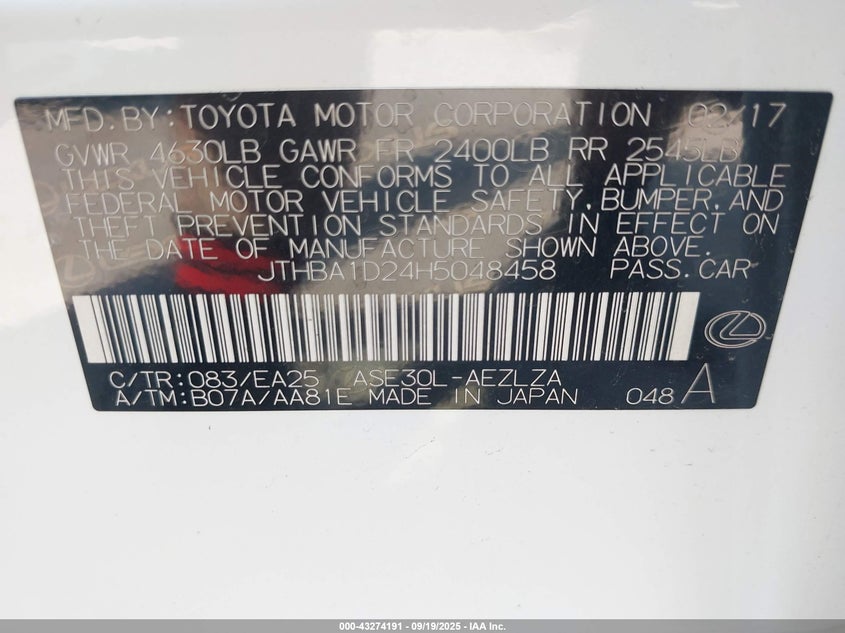 MFD. BY: TOYOTA MOTOR CORPORATION 02/17
GVWR 4630LB GAWR FR 2400LB RR 2545LB
THIS VEHICLE CONFORMS TO ALL APPLICABLE
FEDERAL MOTOR VEHICLE SAFETY, BUMPER, AND
THEFT PREVENTION STANDARDS IN EFFECT ON
THE DATE OF MANUFACTURE SHOWN ABOVE.
JTHBA1D24H5048458 PASS. CAR
C/TR: 083/EA25 ASE30L-AEZLZA
A/TM: B07A/AA81E MADE IN JAPAN 048 A
000-43274191 - 09/19/2025 - IAA Inc.